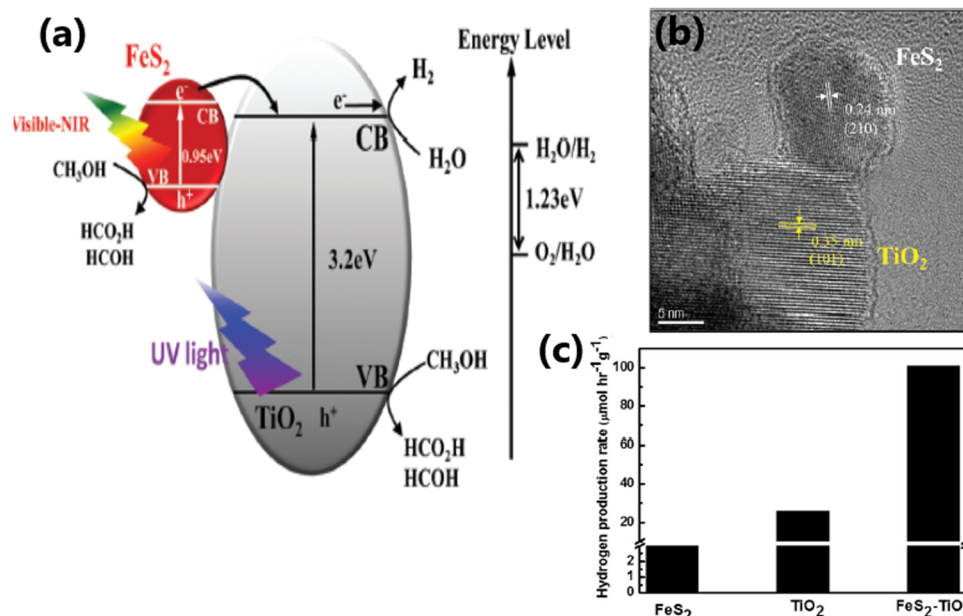 (a)
FeS₂
e⁻
CB
Visible-NIR
0.95eV
CH₃OH
VB
h⁺
HCO₂H
HCOH
e⁻
H₂
CB
H₂O
3.2eV
UV light
VB
CH₃OH
TiO₂ h⁺
HCO₂H
HCOH
Energy Level
H₂O/H₂
1.23eV
O₂/H₂O
(b)
FeS₂
0.24 nm
(210)
0.35 nm
(101)
TiO₂
5 nm
(c)
Hydrogen production rate (μmol hr⁻¹g⁻¹)
100
80
60
40
20
2
1
0
FeS₂
TiO₂
FeS₂-TiO